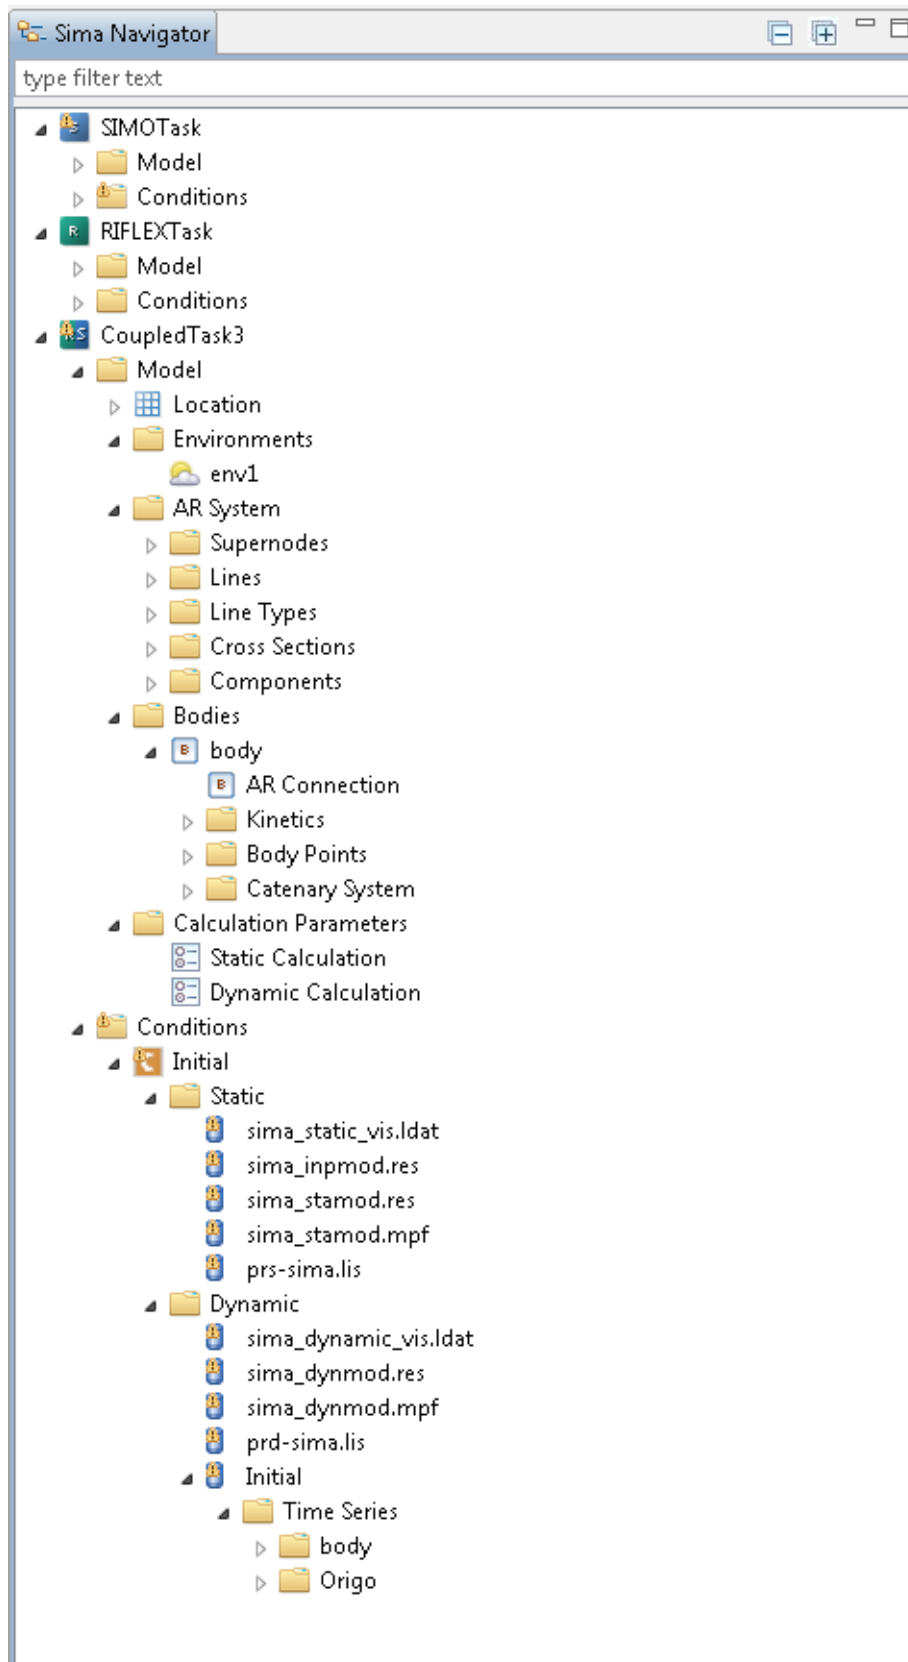 Sima Navigator
type filter text
S SIMOTask
Model
Conditions
R RIFLEXTask
Model
Conditions
RS CoupledTask3
Model
Location
Environments
env1
AR System
Supernodes
Lines
Line Types
Cross Sections
Components
Bodies
B body
B AR Connection
Kinetics
Body Points
Catenary System
Calculation Parameters
Static Calculation
Dynamic Calculation
Conditions
Initial
Static
sima_static_vis.ldat
sima_inpmod.res
sima_stamod.res
sima_stamod.mpf
prs-sima.lis
Dynamic
sima_dynamic_vis.ldat
sima_dynmod.res
sima_dynmod.mpf
prd-sima.lis
Initial
Time Series
body
Origo